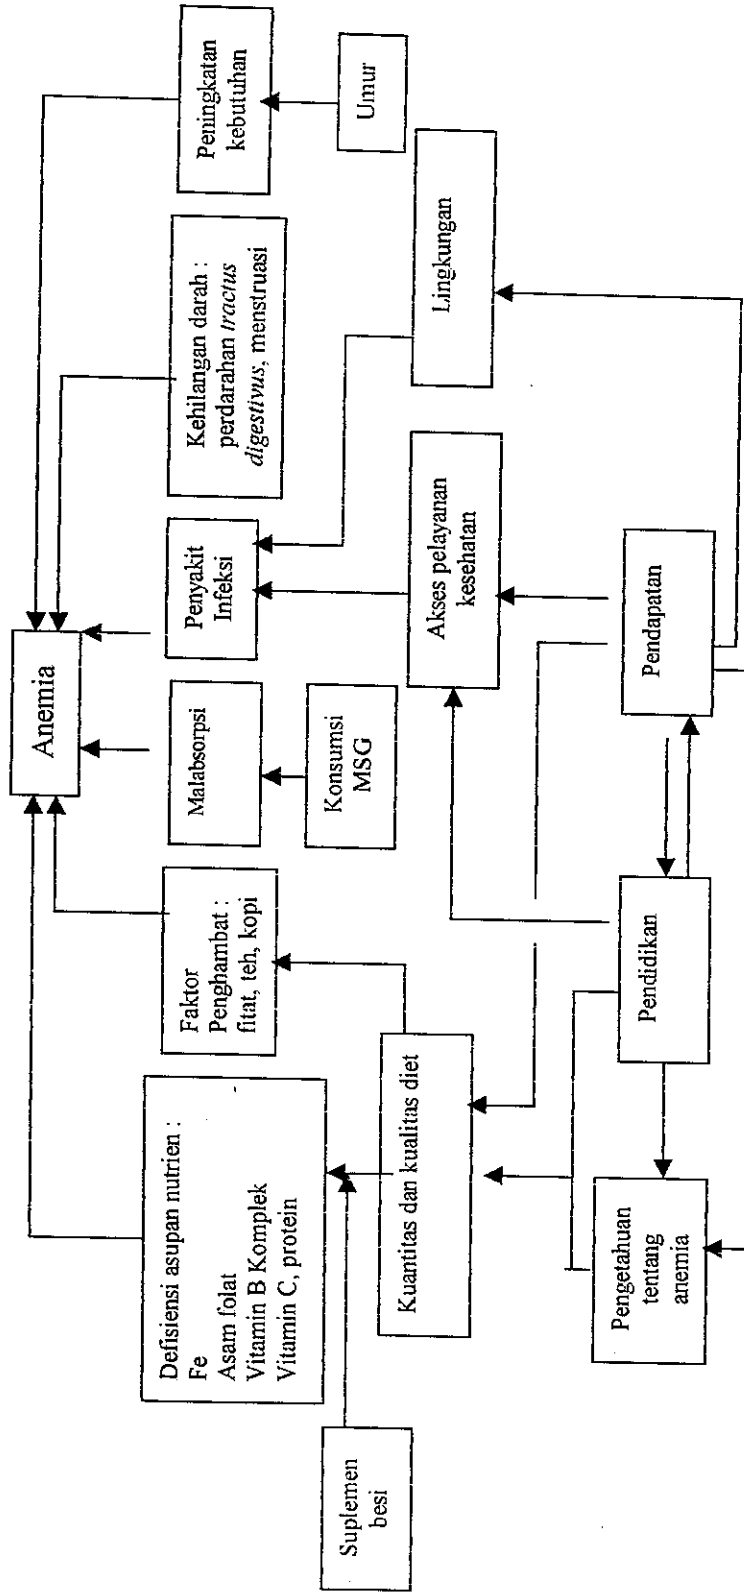 Anemia
Defisiensi asupan nutrien :
Fe
Asam folat
Vitamin B Komplek
Vitamin C, protein
Faktor
Penghambat :
fitat, teh, kopi
Malabsorpsi
Penyakit
Infeksi
Kehilangan darah :
perdarahan tractus
digestivus, menstruasi
Peningkatan
kebutuhan
Suplemen
besi
Konsumsi
MSG
Umur
Kuantitas dan kualitas diet
Akses pelayanan
kesehatan
Lingkungan
Pengetahuan
tentang
anemia
Pendidikan
Pendapatan